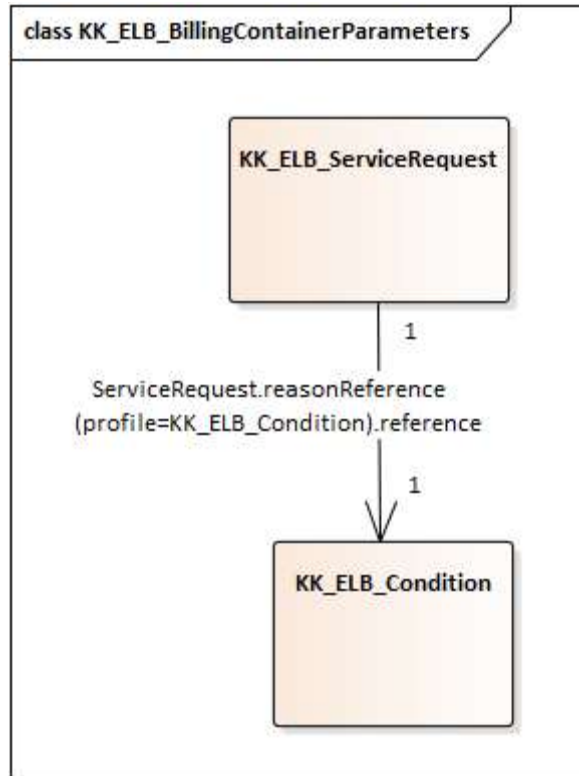 class KK_ELB_BillingContainerParameters
KK_ELB_ServiceRequest
1
ServiceRequest.reasonReference
(profile=KK_ELB_Condition).reference
1
KK_ELB_Condition